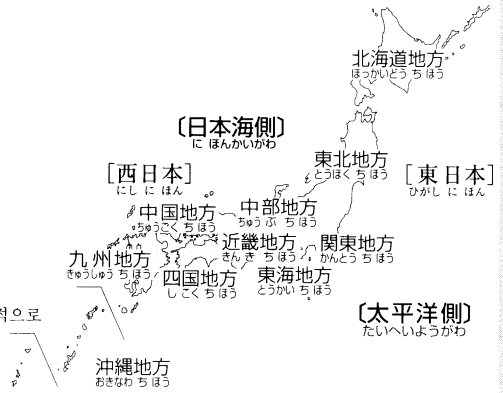 北海道地方
ほっかいどう ち ほう
〔日本海側〕
に ほんかいがわ
東北地方
とうほく ち ほう
［西日本］
にし に ほん
［東日本］
ひがし に ほん
中国地方
ちゅうごく ち ほう
中部地方
ちゅう ぶ ち ほう
近畿地方
きん き ち ほう
関東地方
かんとう ち ほう
九州地方
きゅうしゅう ち ほう
四国地方
し こく ち ほう
東海地方
とうかい ち ほう
적으로
〔太平洋側〕
たいへいようがわ
沖縄地方
おきなわ ち ほう